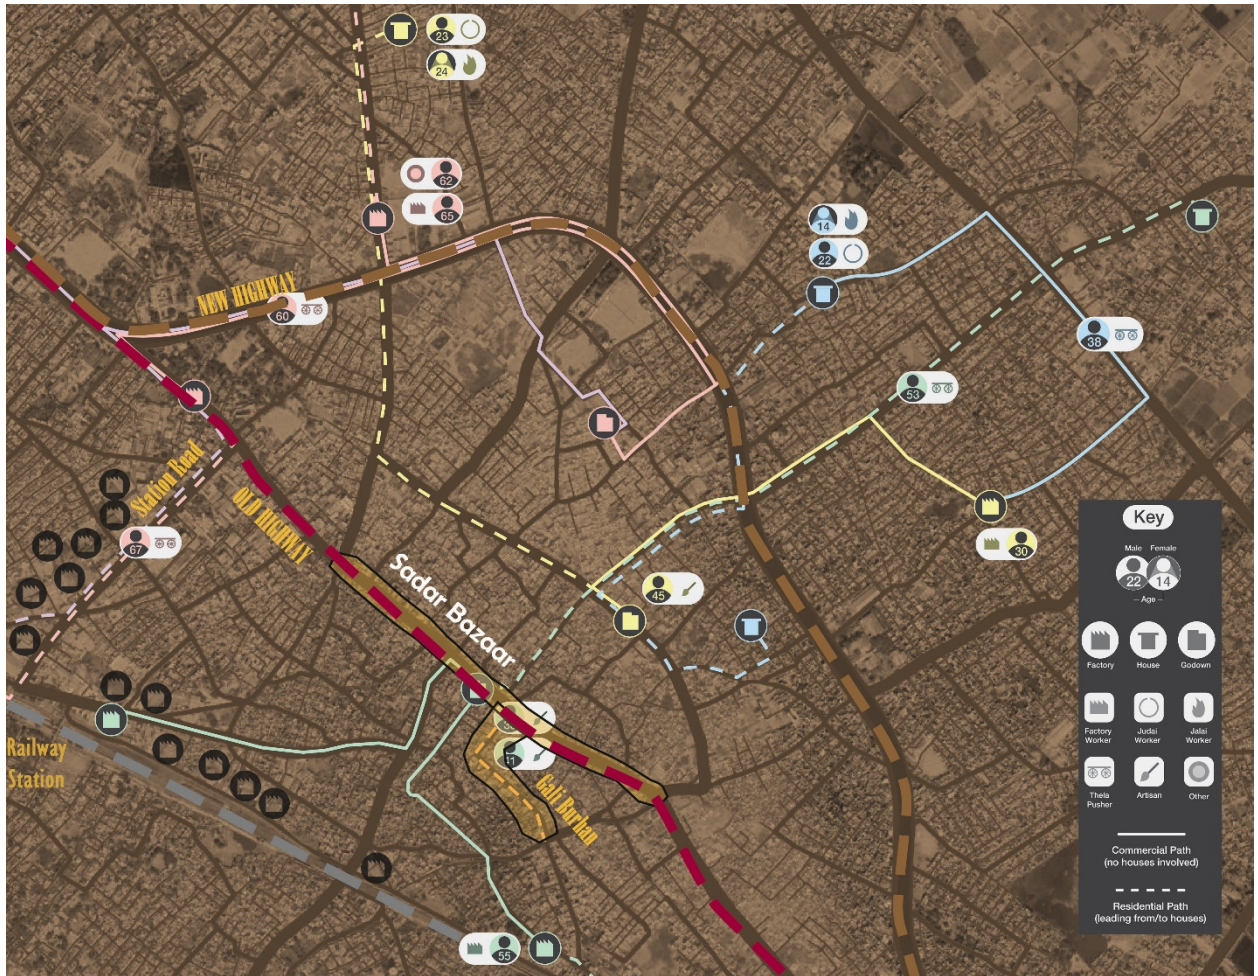 23
24
62
65
14
22
NEW HIGHWAY
60
38
53
Station Road
OLD HIGHWAY
67
30
Sadar Bazaar
45
Gali Burhan
Railway
Station
55
Key
Male Female
22 14
— Age —
Factory House Godown
Factory
Worker
Judai
Worker
Jalai
Worker
Thela
Pusher
Artisan
Other
Commercial Path
(no houses involved)
Residential Path
(leading from/to houses)